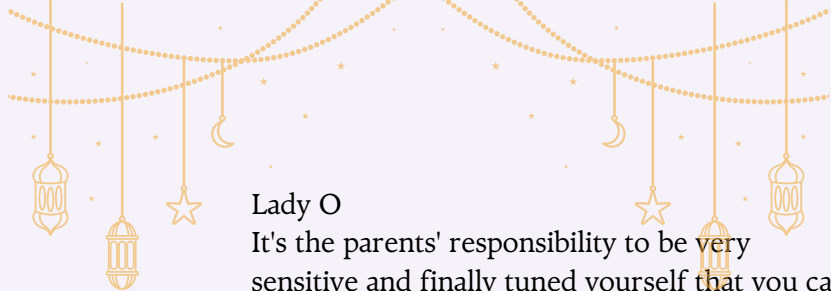 Lady O
It's the parents' responsibility to be very
sensitive and finally tuned yourself that you